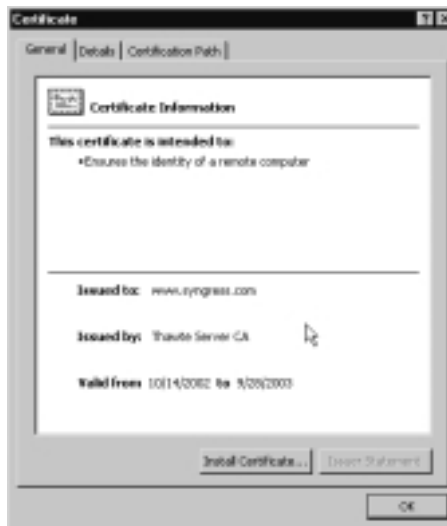 Certificate
General Details Certification Path
Certificate Information
This certificate is intended to:
•Ensures the identity of a remote computer
Issued to: www.syngress.com
Issued by: Thawte Server CA
Valid from 10/14/2002 to 9/28/2003
Install Certificate... Issuer Statement
OK